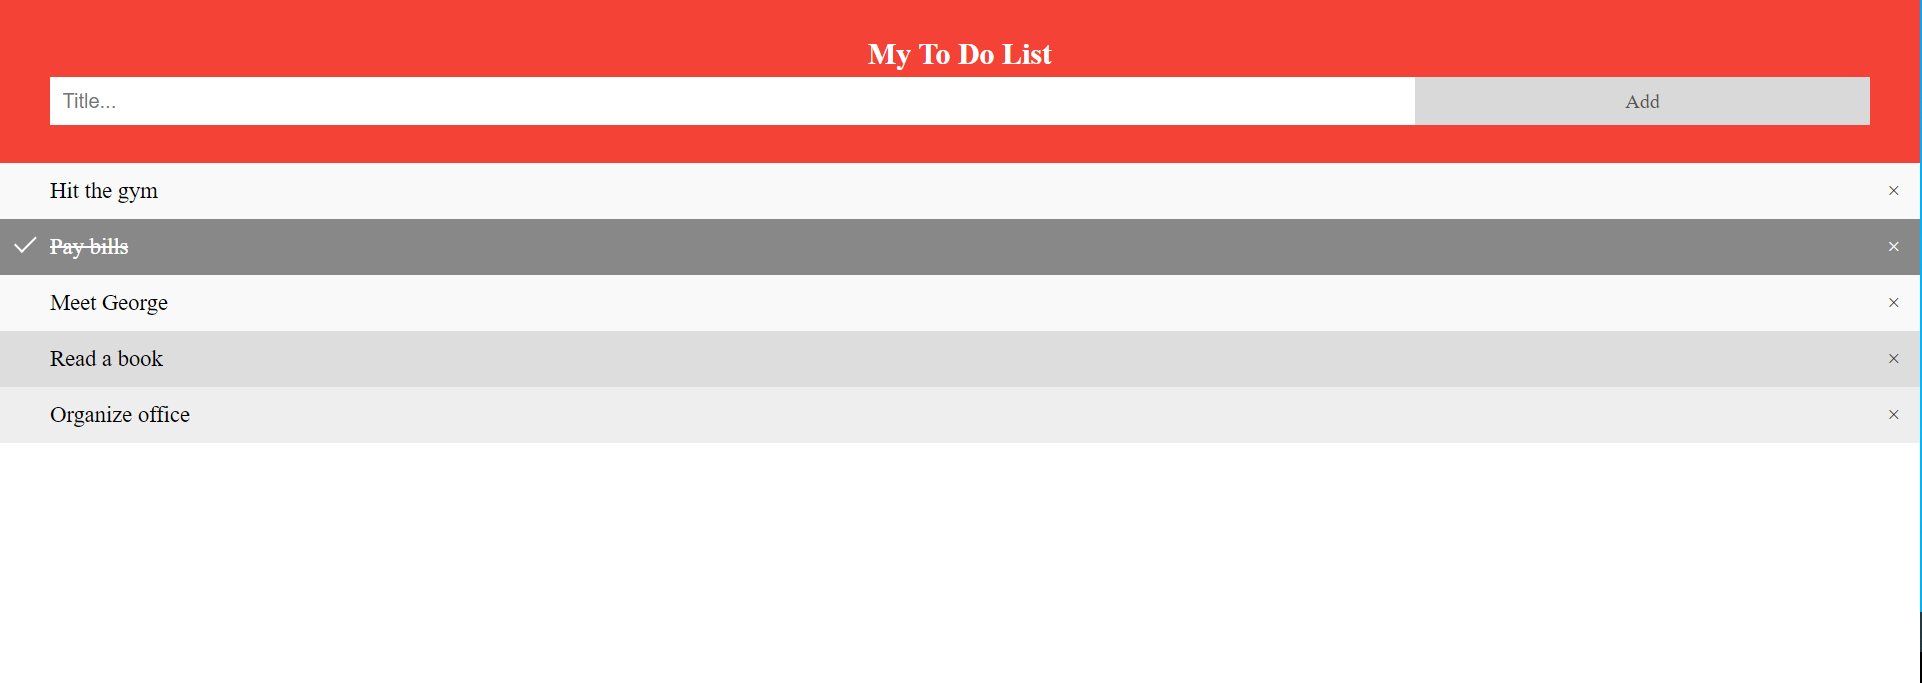 My To Do List
Title...
Add
Hit the gym
×
Pay bills
×
Meet George
×
Read a book
×
Organize office
×